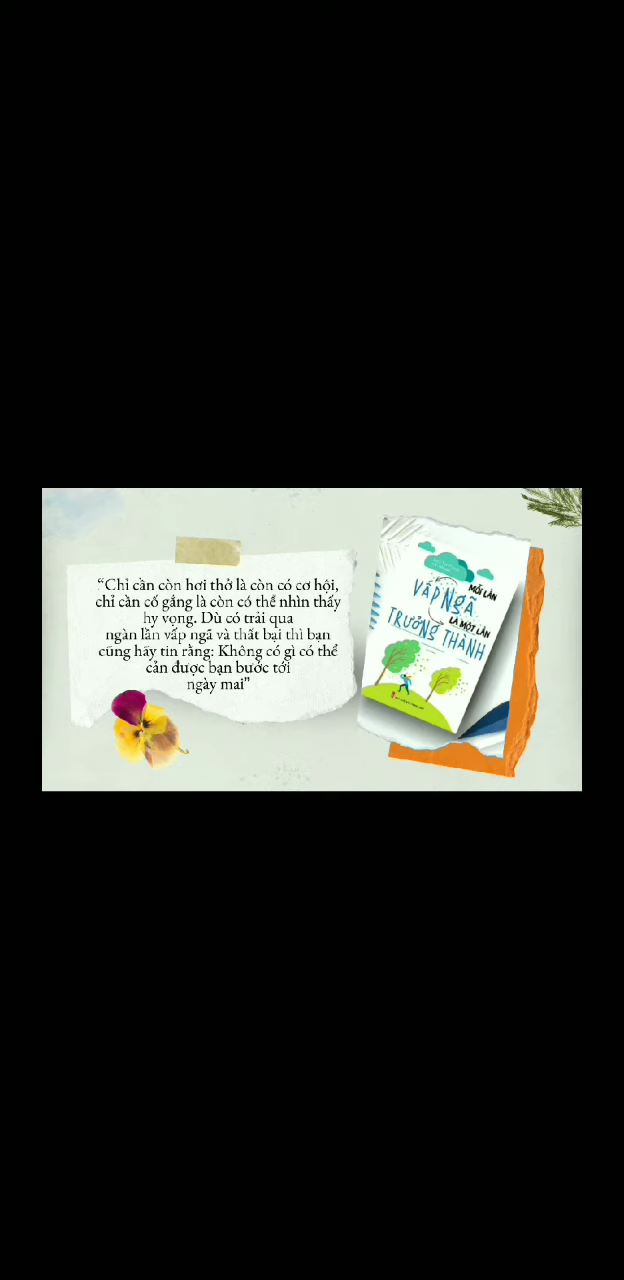 “Chỉ cần còn hơi thở là còn có cơ hội,
chỉ cần cố gắng là còn có thể nhìn thấy
hy vọng. Dù có trải qua
ngàn lần vấp ngã và thất bại thì bạn
cũng hãy tin rằng: Không có gì có thể
cản được bạn bước tới
ngày mai”
MỖI LẦN
VẤP NGÃ
LÀ MỘT LẦN
TRƯỞNG THÀNH